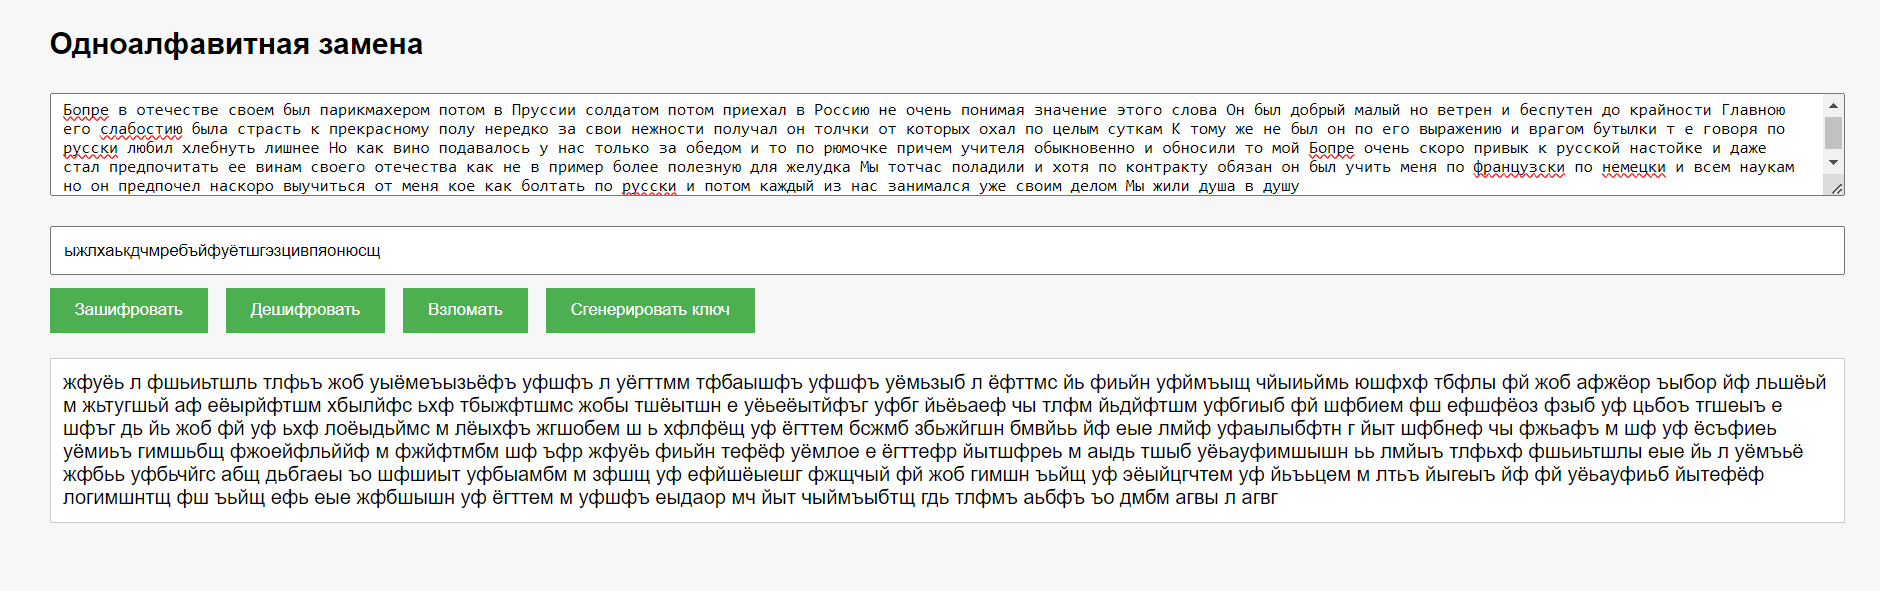 Одноалфавитная замена
Бопре в отечестве своем был парикмахером потом в Пруссии солдатом потом приехал в Россию не очень понимая значение этого слова Он был добрый малый но ветрен и беспутен до крайности Главною
его слабостию была страсть к прекрасному полу нередко за свои нежности получал он толчки от которых охал по целым суткам К тому же не был он по его выражению и врагом бутылки т е говоря по
русски любил хлебнуть лишнее Но как вино подавалось у нас только за обедом и то по рюмочке причем учителя обыкновенно и обносили то мой Бопре очень скоро привык к русской настойке и даже
стал предпочитать ее винам своего отечества как не в пример более полезную для желудка Мы тотчас поладили и хотя по контракту обязан он был учить меня по французски по немецки и всем наукам
но он предпочел наскоро выучиться от меня кое как болтать по русски и потом каждый из нас занимался уже своим делом Мы жили душа в душу
ыжлхаькдчмребъйфуётшгэзцивпяонюсщ
Зашифровать Дешифровать Взломать Сгенерировать ключ
жфуёь л фшьиьтшль тлфьъ жоб уыёмеъызьёфъ уфшфъ л уёгттмм тфбаышфъ уфшфъ уёмьзыб л ёфттмс йь фиьйн уфймъыщ чйыиьймь юшфхф тбфлы фй жоб афжёор ъыбор йф льшёьй
м жьтугшьй аф еёырйфтшм хбылйфс ьхф тбыжфтшмс жобы тшёытшн е уёьеёытйфъг уфбг йьёьаеф чы тлфм йьдйфтшм уфбгиыб фй шфбием фш ефшфёоз фзыб уф цьбоъ тгшеыъ е
шфъг дь йь жоб фй уф ьхф лоёыдьймс м лёыхфъ жгшобем ш ь хфлфёщ уф ёгттем бсжмб збьжйгшн бмвйьь йф еые лмйф уфаылыбфтн г йыт шфбнеф чы фжьафъ м шф уф ёсъфиеь
уёмиьъ гимшьбщ фжоейфльййф м фжйфтмбм шф ъфр жфуёь фиьйн тефёф уёмлое е ёгттефр йытшфреь м аыдь тшыб уёьауфимшышн ьь лмйыъ тлфьхф фшьиьтшлы еые йь л уёмъьё
жфбьь уфбьчйгс абщ дьбгаеы ъо шфшиыт уфбыамбм м зфшщ уф ефйшёыешг фжщчый фй жоб гимшн ъьйщ уф эёыйцгчтем уф йьъьцем м лтьъ йыгеыъ йф фй уёьауфиьб йытефёф
логимшнтщ фш ъьйщ ефь еые жфбшышн уф ёгттем м уфшфъ еыдаор мч йыт чыймъыбтщ гдь тлфмъ аьбфъ ъо дмбм агвы л агвг